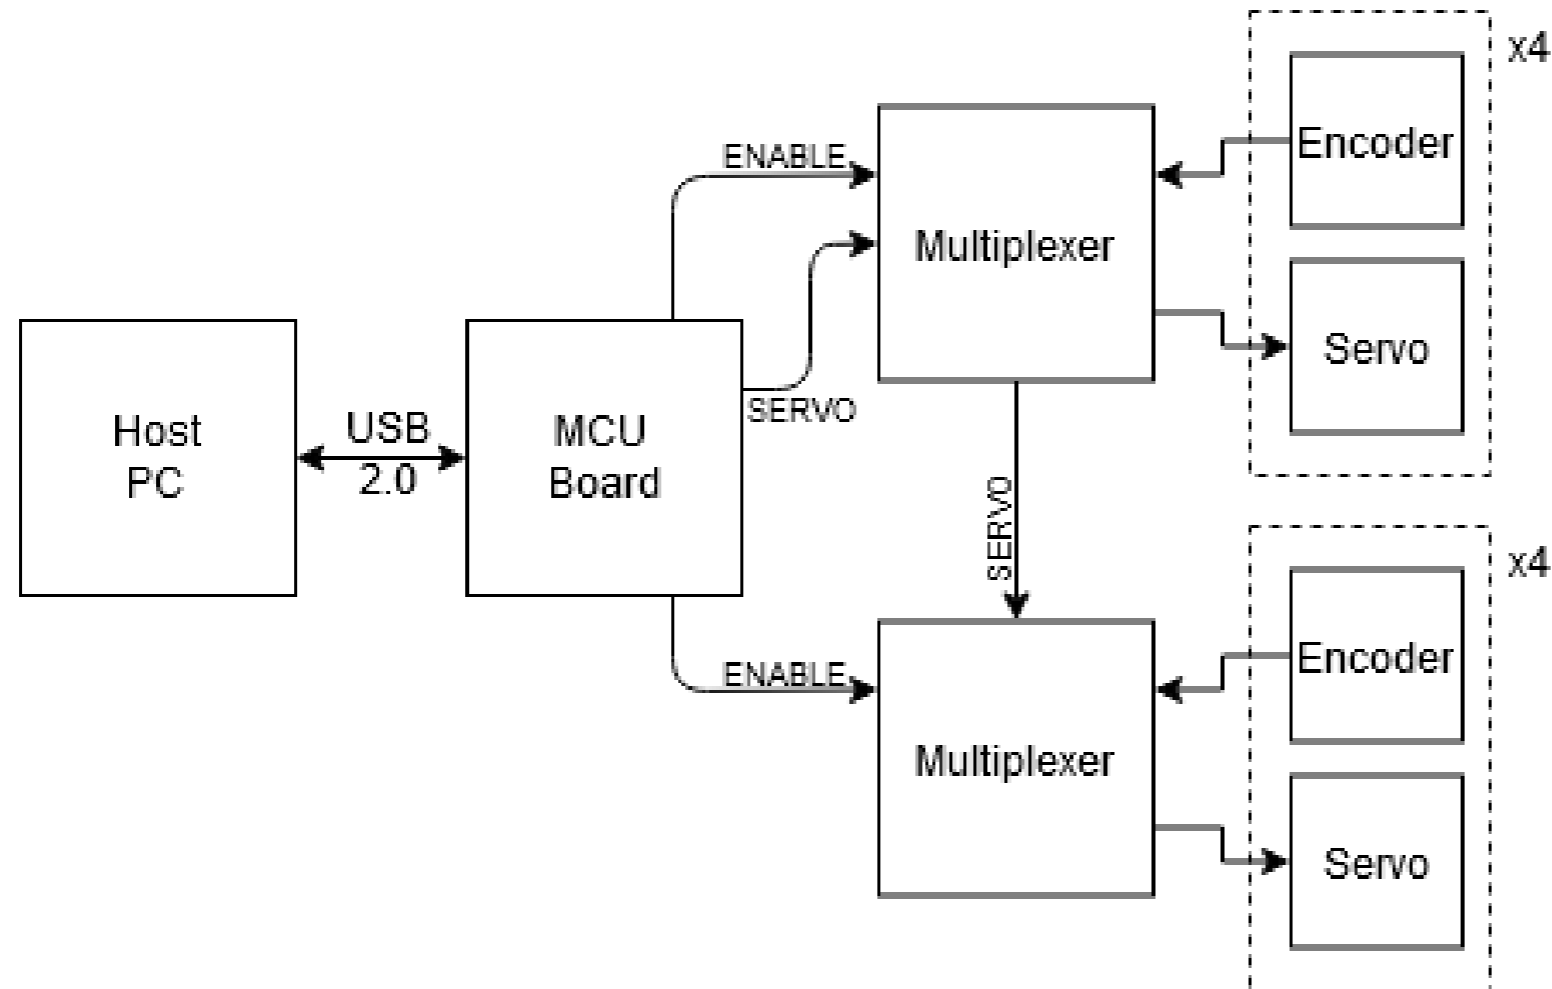 x4
Encoder
ENABLE
Multiplexer
Servo
SERVO
Host
PC
USB
2.0
MCU
Board
SERVO
x4
Encoder
ENABLE
Multiplexer
Servo